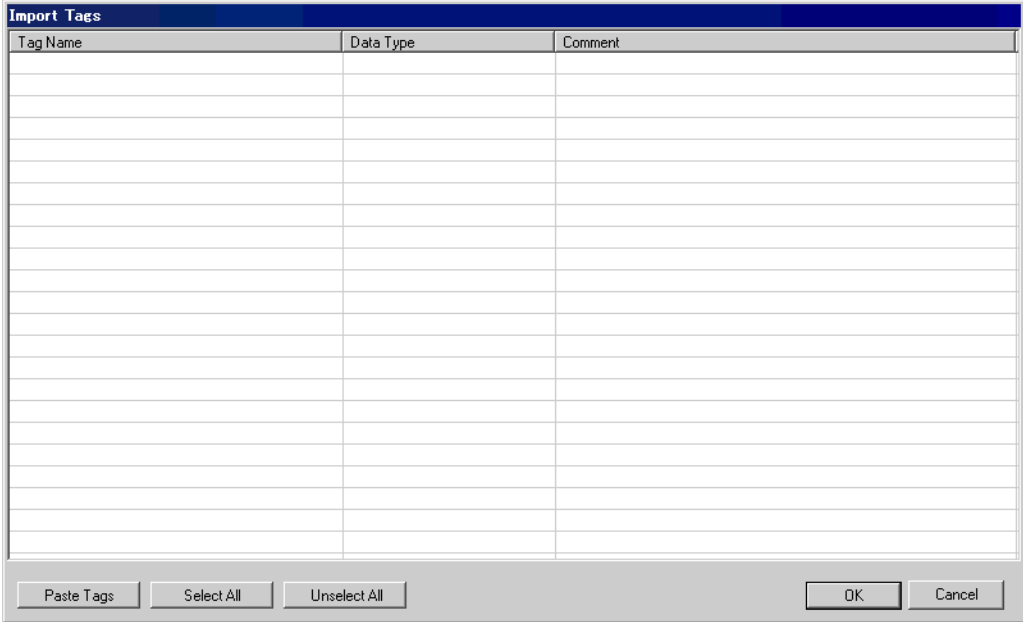 Import Tags
Tag Name Data Type Comment
Paste Tags Select All Unselect All OK Cancel